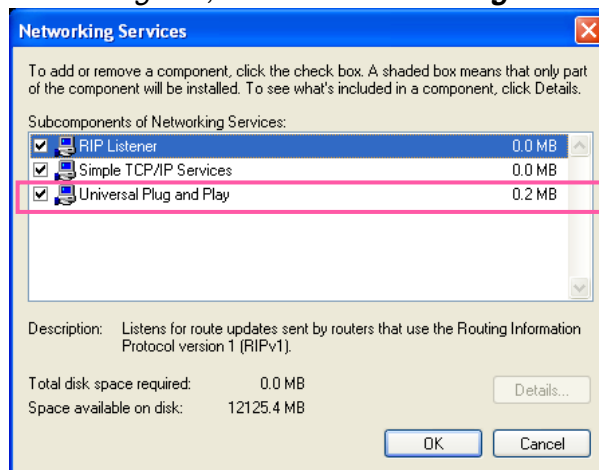 Networking Services
To add or remove a component, click the check box. A shaded box means that only part
of the component will be installed. To see what's included in a component, click Details.
Subcomponents of Networking Services:
RIP Listener 0.0 MB
Simple TCP/IP Services 0.0 MB
Universal Plug and Play 0.2 MB
Description: Listens for route updates sent by routers that use the Routing Information
Protocol version 1 (RIPv1).
Total disk space required: 0.0 MB
Details...
Space available on disk: 12125.4 MB
OK Cancel